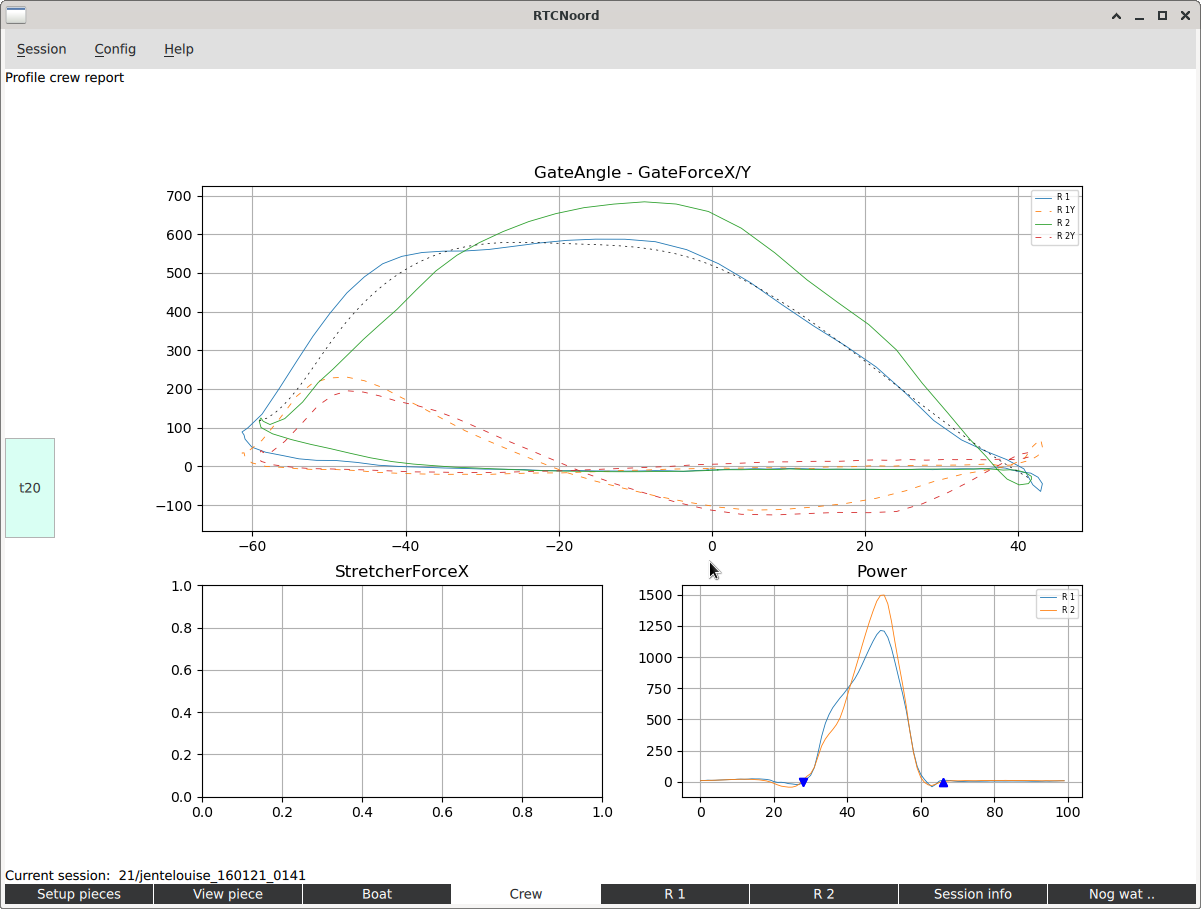 RTCNoord
Session Config Help
Profile crew report
GateAngle - GateForceX/Y
700
600
500
400
300
200
100
0
−100
−60 −40 −20 0 20 40
R 1
R 1Y
R 2
R 2Y
t20
StretcherForceX
1.0
0.8
0.6
0.4
0.2
0.0
0.0 0.2 0.4 0.6 0.8 1.0
Power
1500
1250
1000
750
500
250
0
0 20 40 60 80 100
R 1
R 2
Current session: 21/jentelouise_160121_0141
Setup pieces View piece Boat Crew R 1 R 2 Session info Nog wat ..